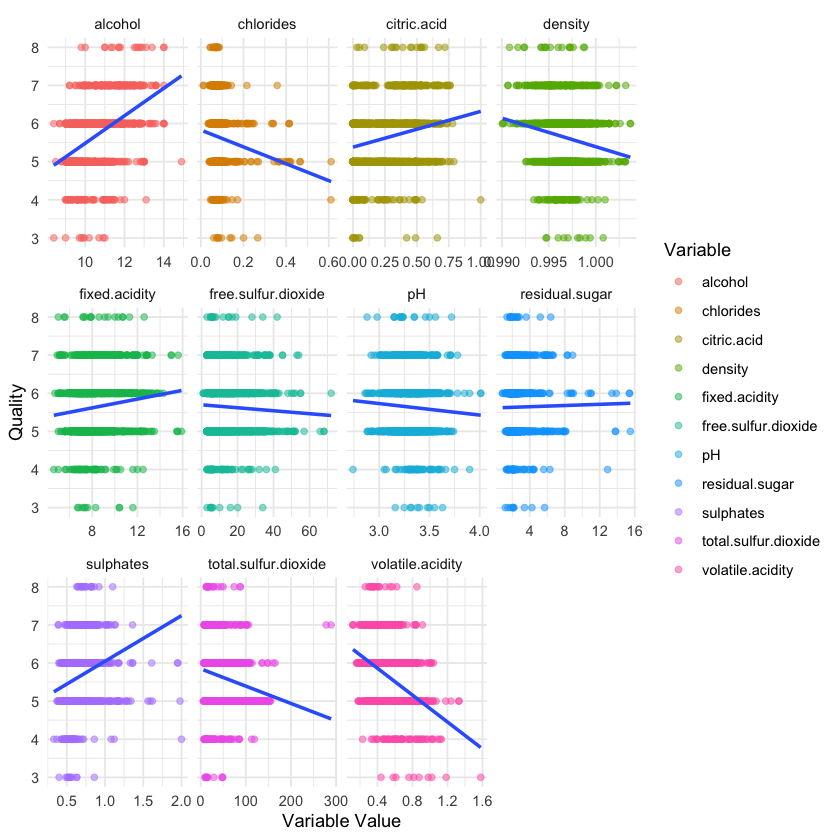 alcohol chlorides citric.acid density
8
7
6
5
4
3
10 12 14 0.0 0.2 0.4 0.6 0.00 0.25 0.50 0.75 1.00 0.990 0.995 1.000
fixed.acidity free.sulfur.dioxide pH residual.sugar
8
7
6
5
4
3
8 12 16 0 20 40 60 3.0 3.5 4.0 4 8 12 16
sulphates total.sulfur.dioxide volatile.acidity
8
7
6
5
4
3
0.5 1.0 1.5 2.0 0 100 200 300 0.4 0.8 1.2 1.6
Variable Value
Quality
Variable
alcohol
chlorides
citric.acid
density
fixed.acidity
free.sulfur.dioxide
pH
residual.sugar
sulphates
total.sulfur.dioxide
volatile.acidity